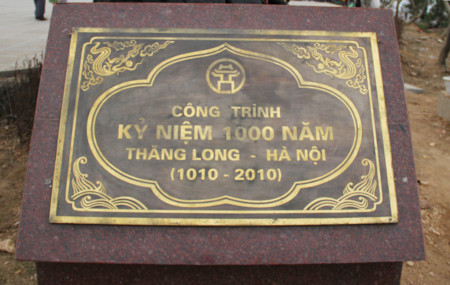 CÔNG TRÌNH
KỶ NIỆM 1000 NĂM
THĂNG LONG - HÀ NỘI
(1010 - 2010)